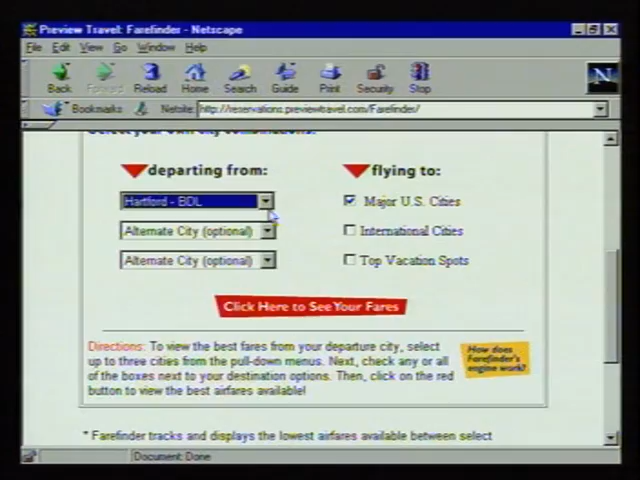 Preview Travel: Farefinder - Netscape
File Edit View Go Window Help
Back Forward Reload Home Search Guide Print Security Stop
N
Bookmarks Netsite: http://reservations.previewtravel.com/Farefinder/
Select your own city combinations:
departing from: flying to:
Hartford - BDL Major U.S. Cities
Alternate City (optional) International Cities
Alternate City (optional) Top Vacation Spots
Click Here to See Your Fares
Directions: To view the best fares from your departure city, select
up to three cities from the pull-down menus. Next, check any or all
of the boxes next to your destination options. Then, click on the red
button to view the best airfares available!
How does
Farefinder's
engine work?
* Farefinder tracks and displays the lowest airfares available between select
Document: Done